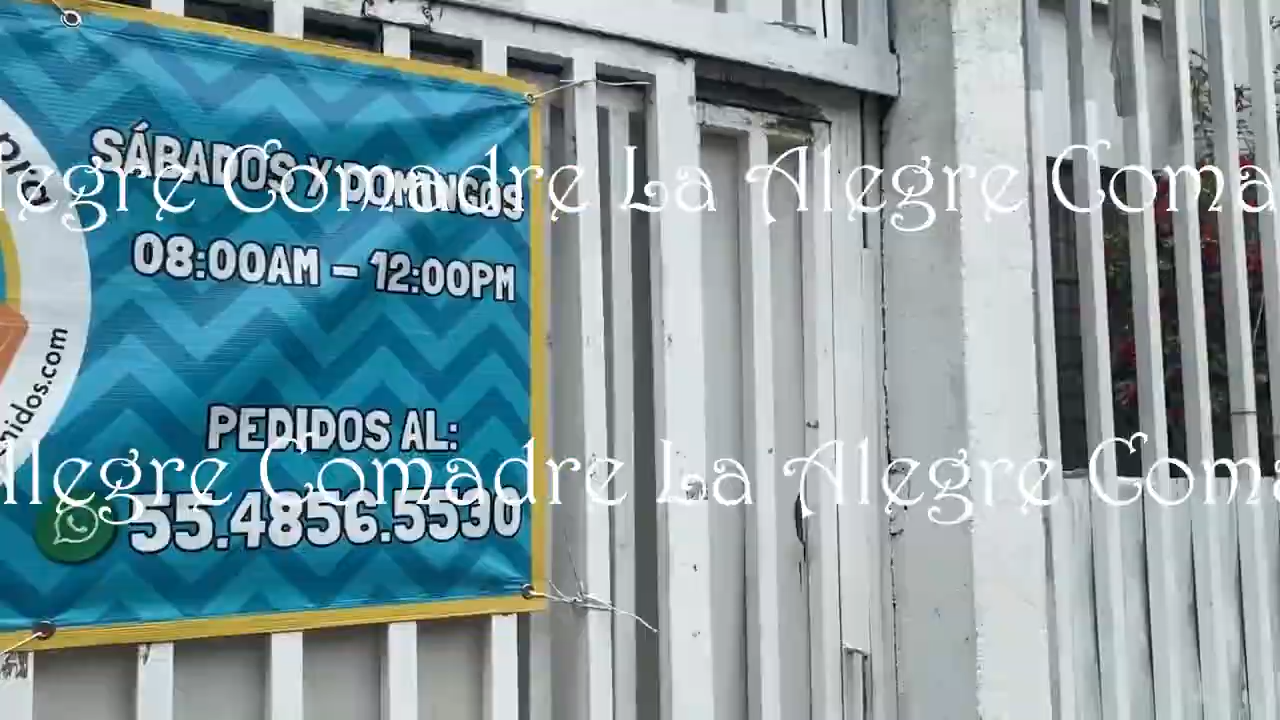 SÁBADOS Y DOMINGOS
08:00AM – 12:00PM
PEDIDOS AL:
55.4856.5530
Alegre Comadre La Alegre Coma
Alegre Comadre La Alegre Coma